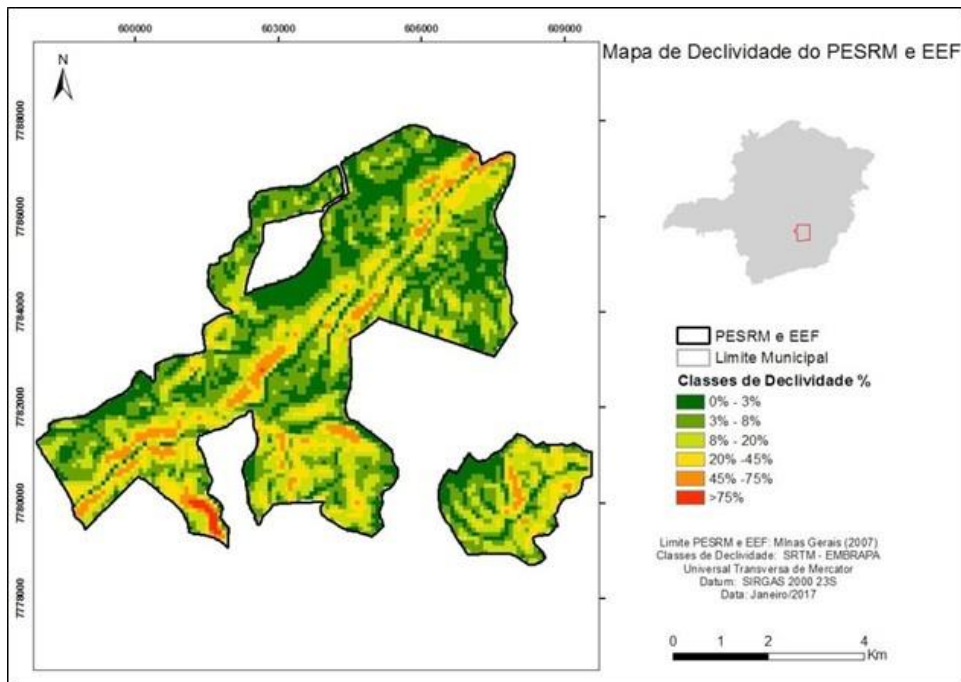 600000
603000
606000
609000
Mapa de Declividade do PESRM e EEF
N
7788000
7786000
7784000
7782000
7780000
7778000
PESRM e EEF
Limite Municipal
Classes de Declividade %
0% - 3%
3% - 8%
8% - 20%
20% -45%
45% -75%
>75%
Limite PESRM e EEF: MInas Gerais (2007)
Classes de Declividade: SRTM - EMBRAPA
Universal Transversa de Mercator
Datum: SIRGAS 2000 23S
Data: Janeiro/2017
0 1 2 4
Km